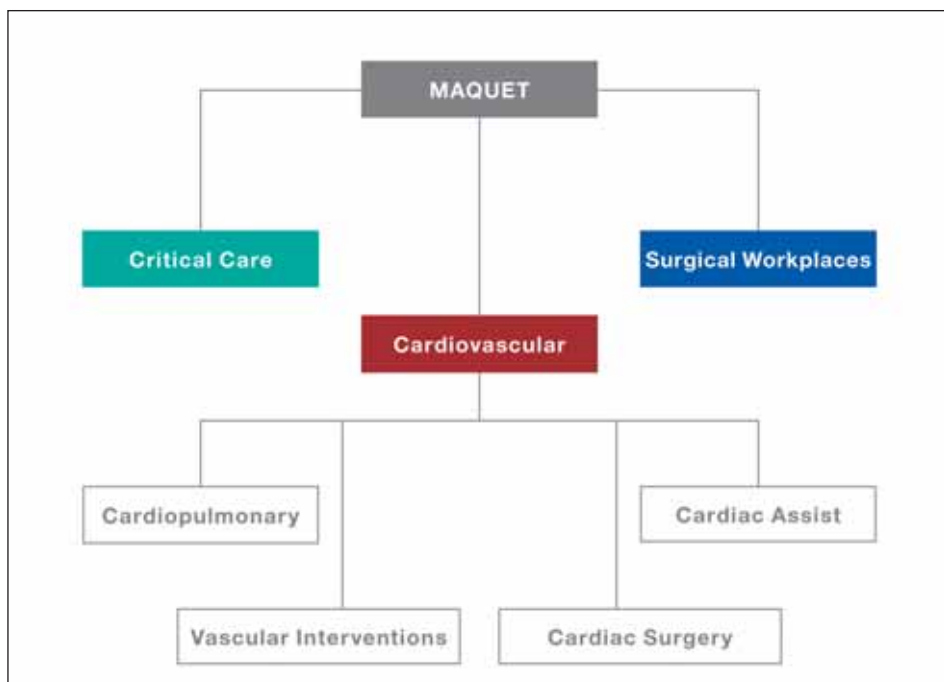 MAQUET
Critical Care
Surgical Workplaces
Cardiovascular
Cardiopulmonary
Cardiac Assist
Vascular Interventions
Cardiac Surgery